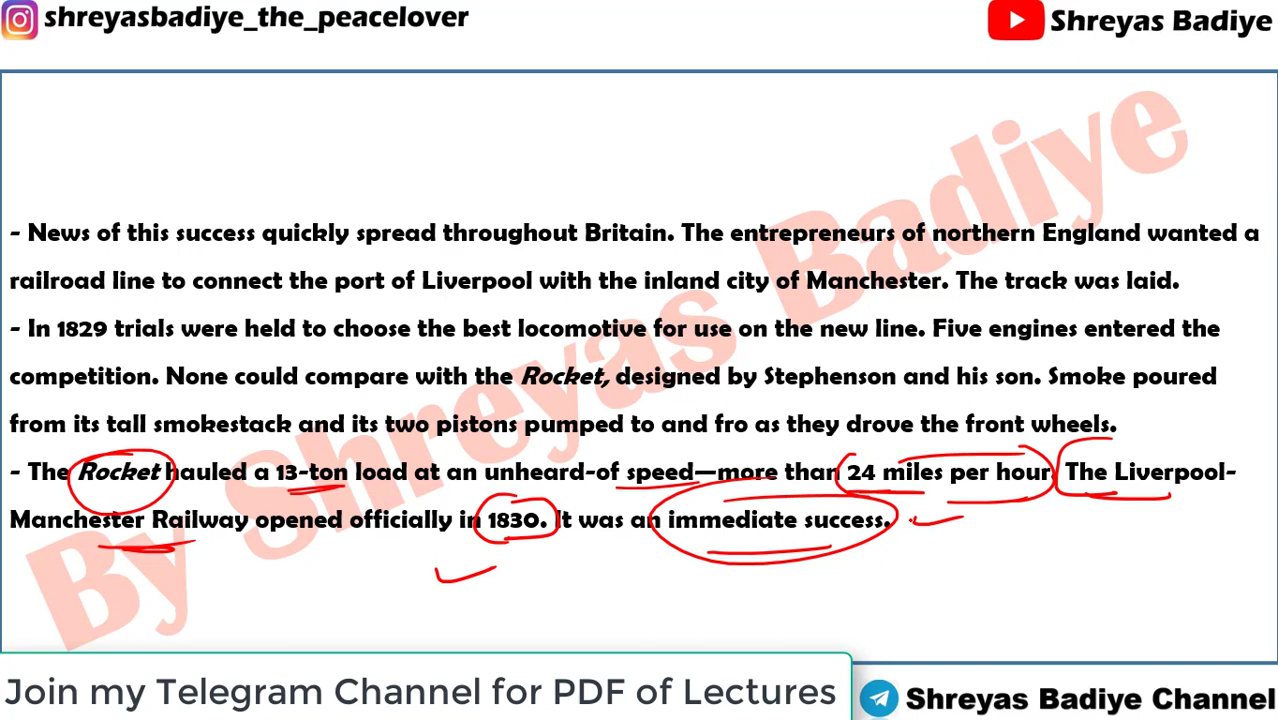 shreyasbadiye_the_peacelover
Shreyas Badiye
- News of this success quickly spread throughout Britain. The entrepreneurs of northern England wanted a
railroad line to connect the port of Liverpool with the inland city of Manchester. The track was laid.
- In 1829 trials were held to choose the best locomotive for use on the new line. Five engines entered the
competition. None could compare with the Rocket, designed by Stephenson and his son. Smoke poured
from its tall smokestack and its two pistons pumped to and fro as they drove the front wheels.
- The Rocket hauled a 13-ton load at an unheard-of speed—more than 24 miles per hour. The Liverpool-
Manchester Railway opened officially in 1830. It was an immediate success.
By Shreyas Badiye
Join my Telegram Channel for PDF of Lectures
Shreyas Badiye Channel